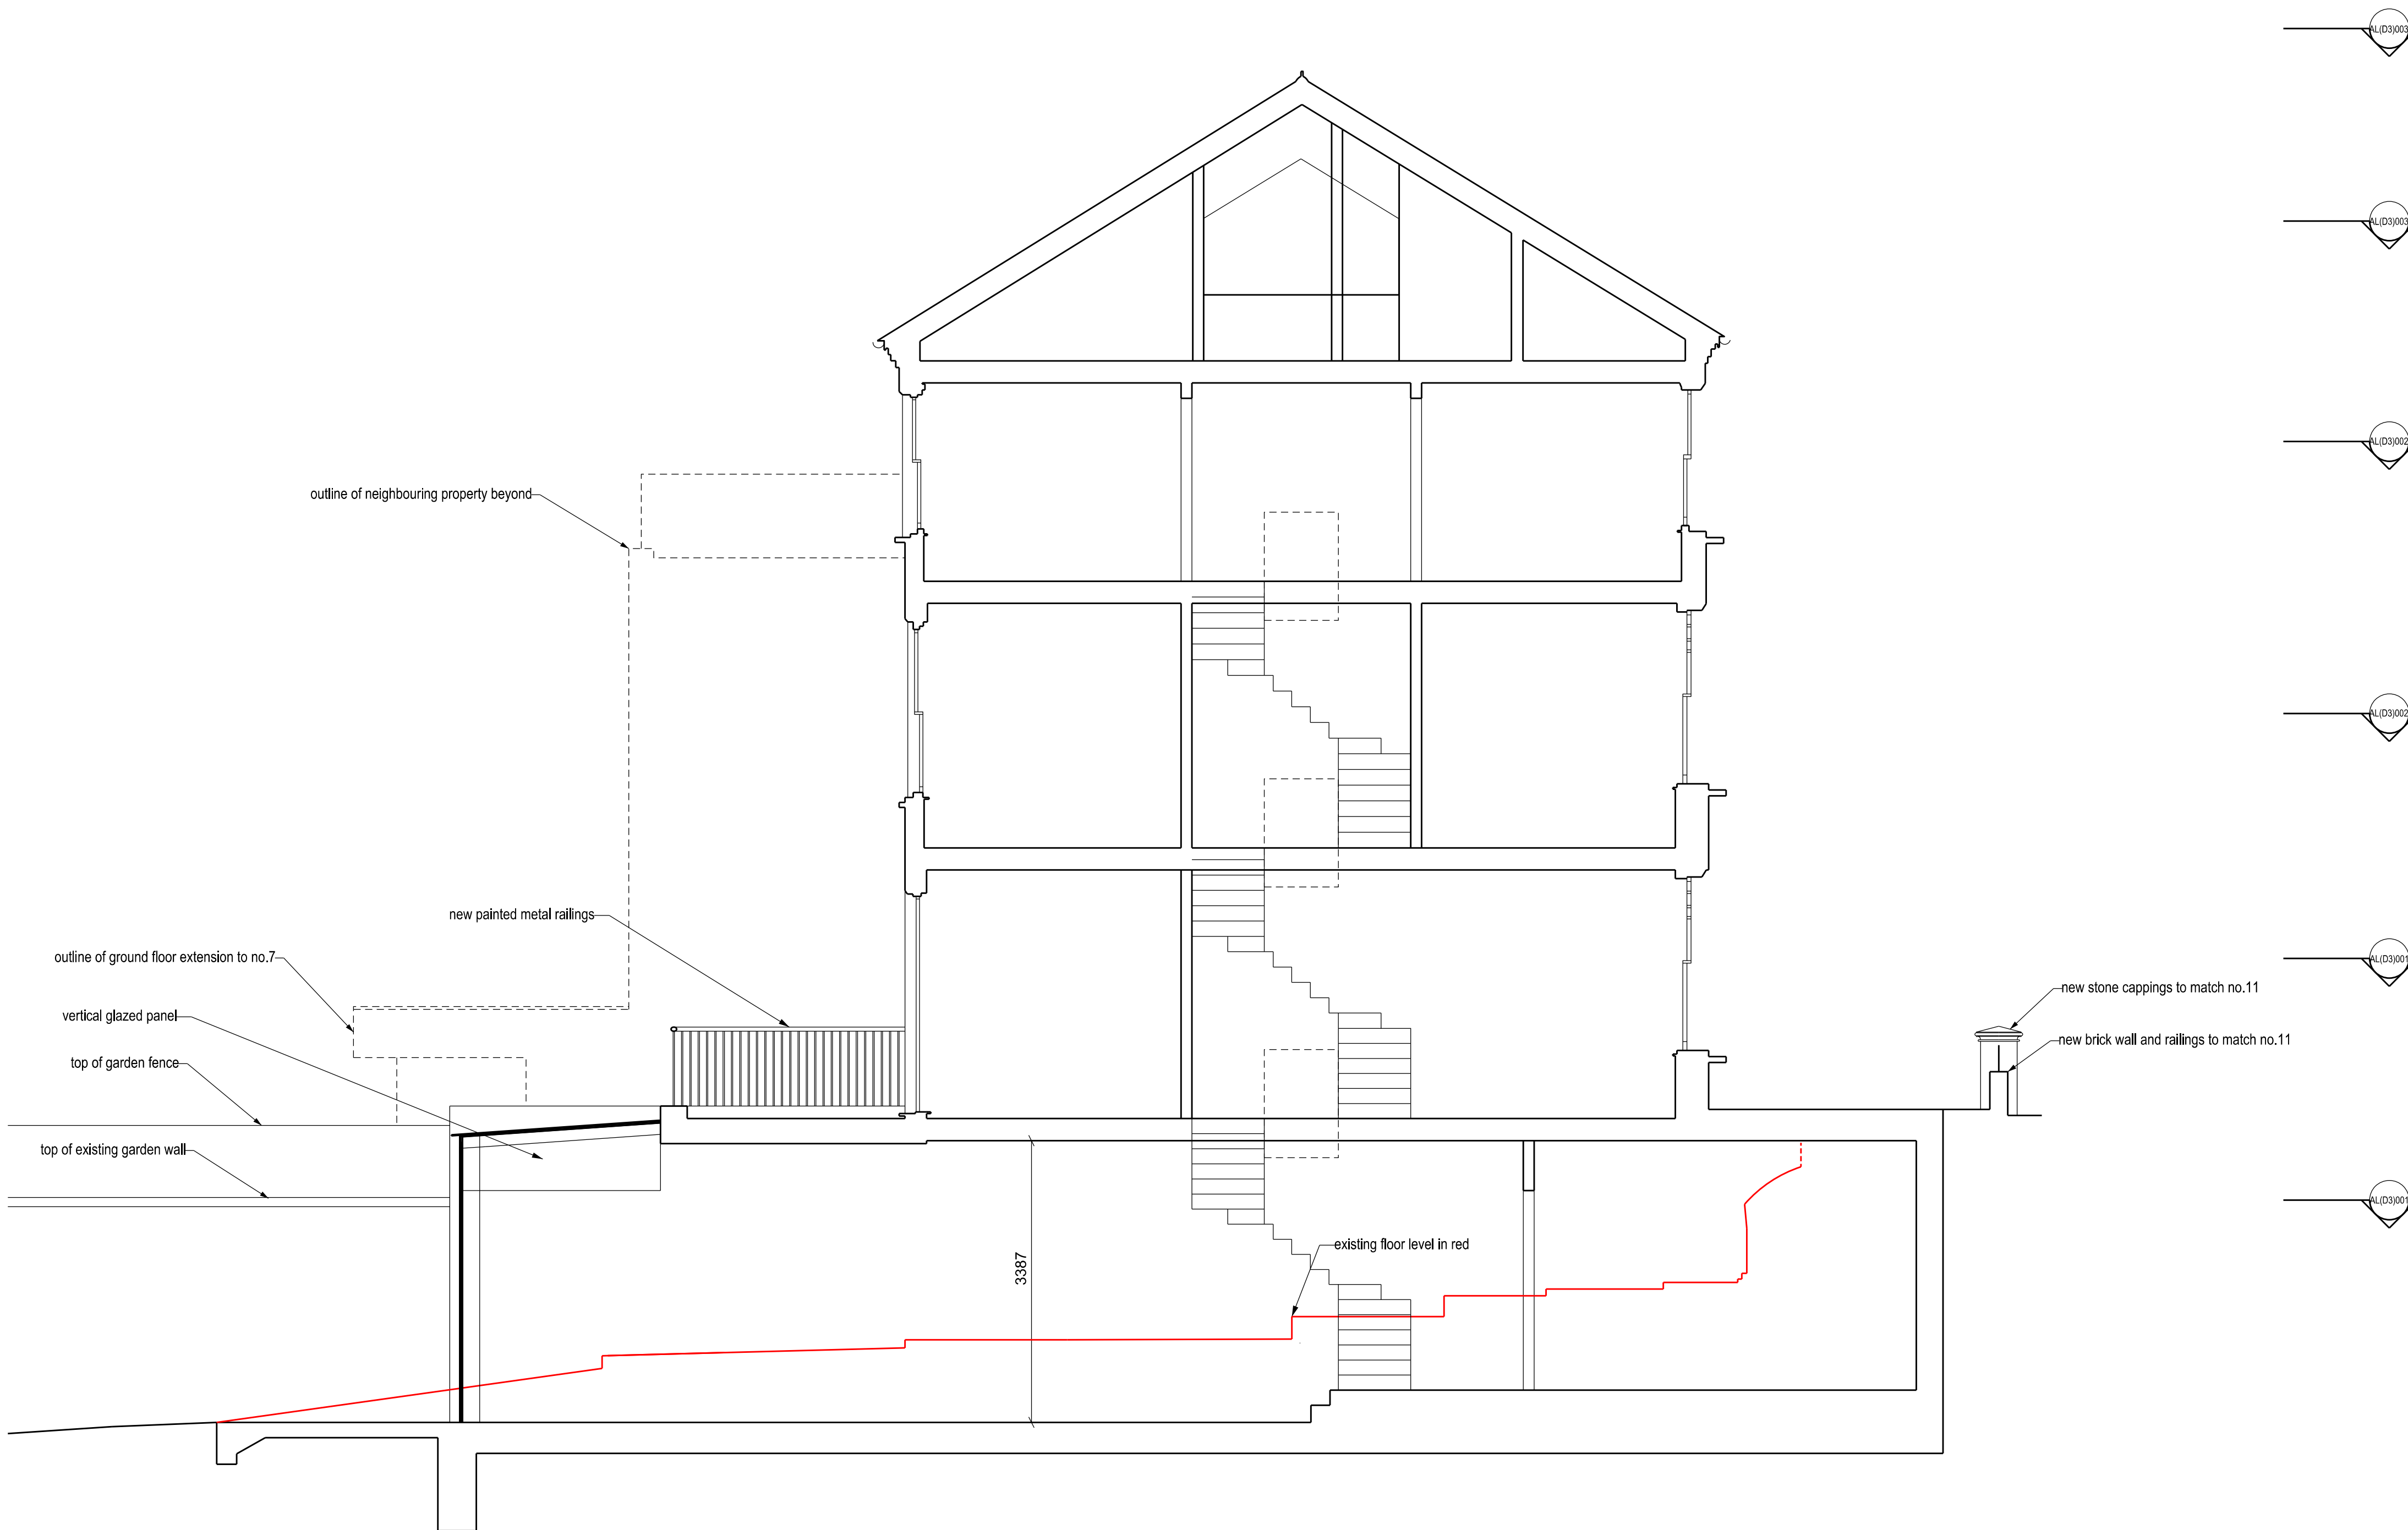 AL(D3)003
AL(D3)003
AL(D3)002
outline of neighbouring property beyond
AL(D3)002
new painted metal railings
outline of ground floor extension to no.7
AL(D3)001
new stone cappings to match no.11
vertical glazed panel
new brick wall and railings to match no.11
top of garden fence
top of existing garden wall
AL(D3)001
existing floor level in red
3387